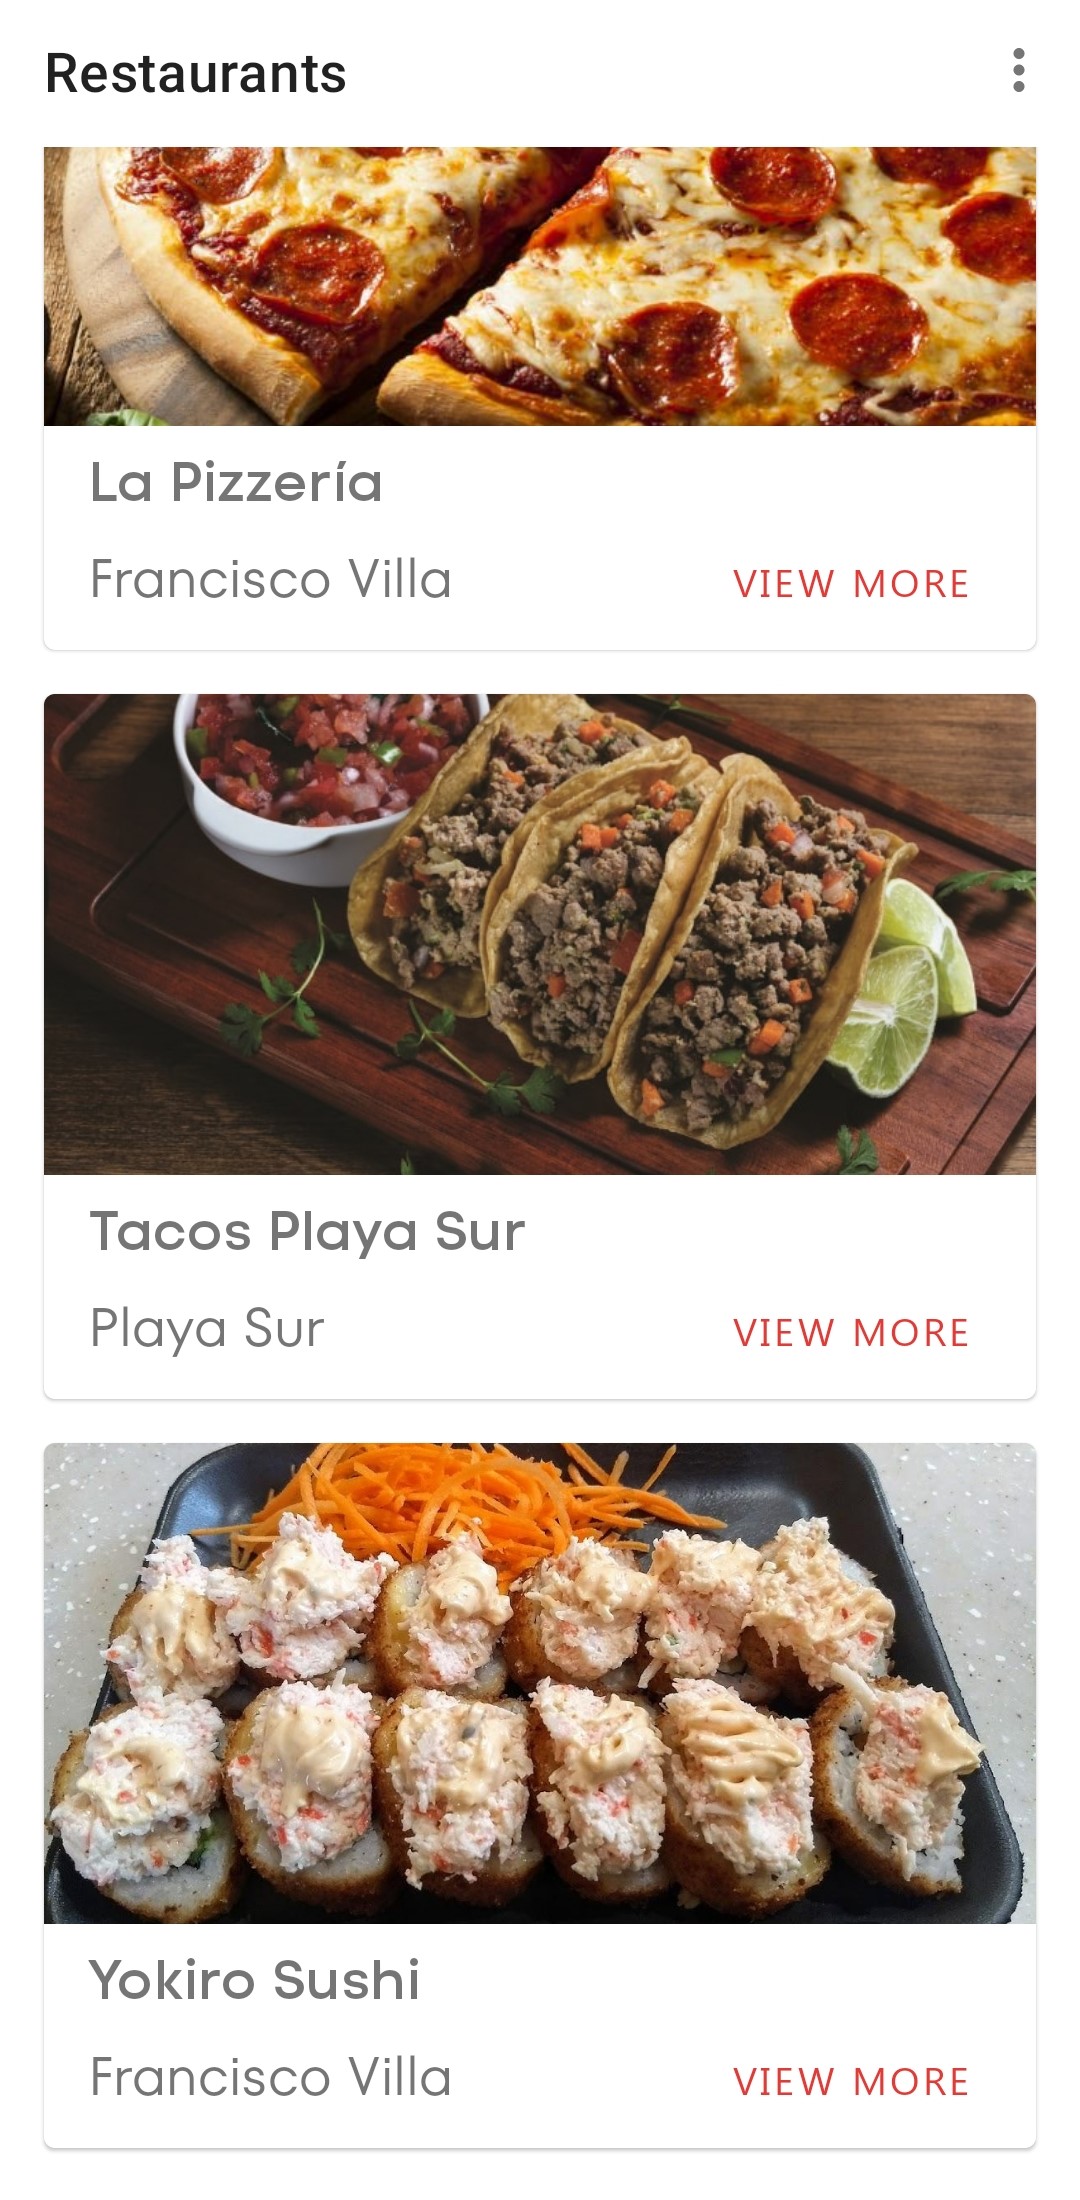 Restaurants
La Pizzería
Francisco Villa
VIEW MORE
Tacos Playa Sur
Playa Sur
VIEW MORE
Yokiro Sushi
Francisco Villa
VIEW MORE